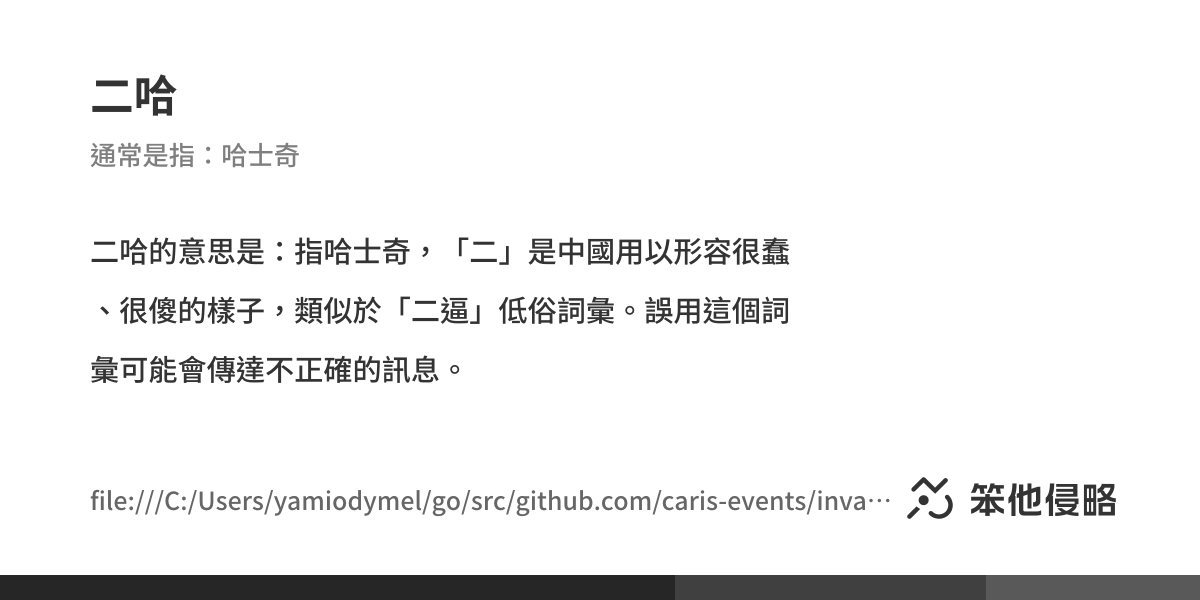 二哈
通常是指：哈士奇
二哈的意思是：指哈士奇，「二」是中國用以形容很蠢
、很傻的樣子，類似於「二逼」低俗詞彙。誤用這個詞
彙可能會傳達不正確的訊息。
file:///C:/Users/yamiodymel/go/src/github.com/caris-events/inva…
笨他侵略